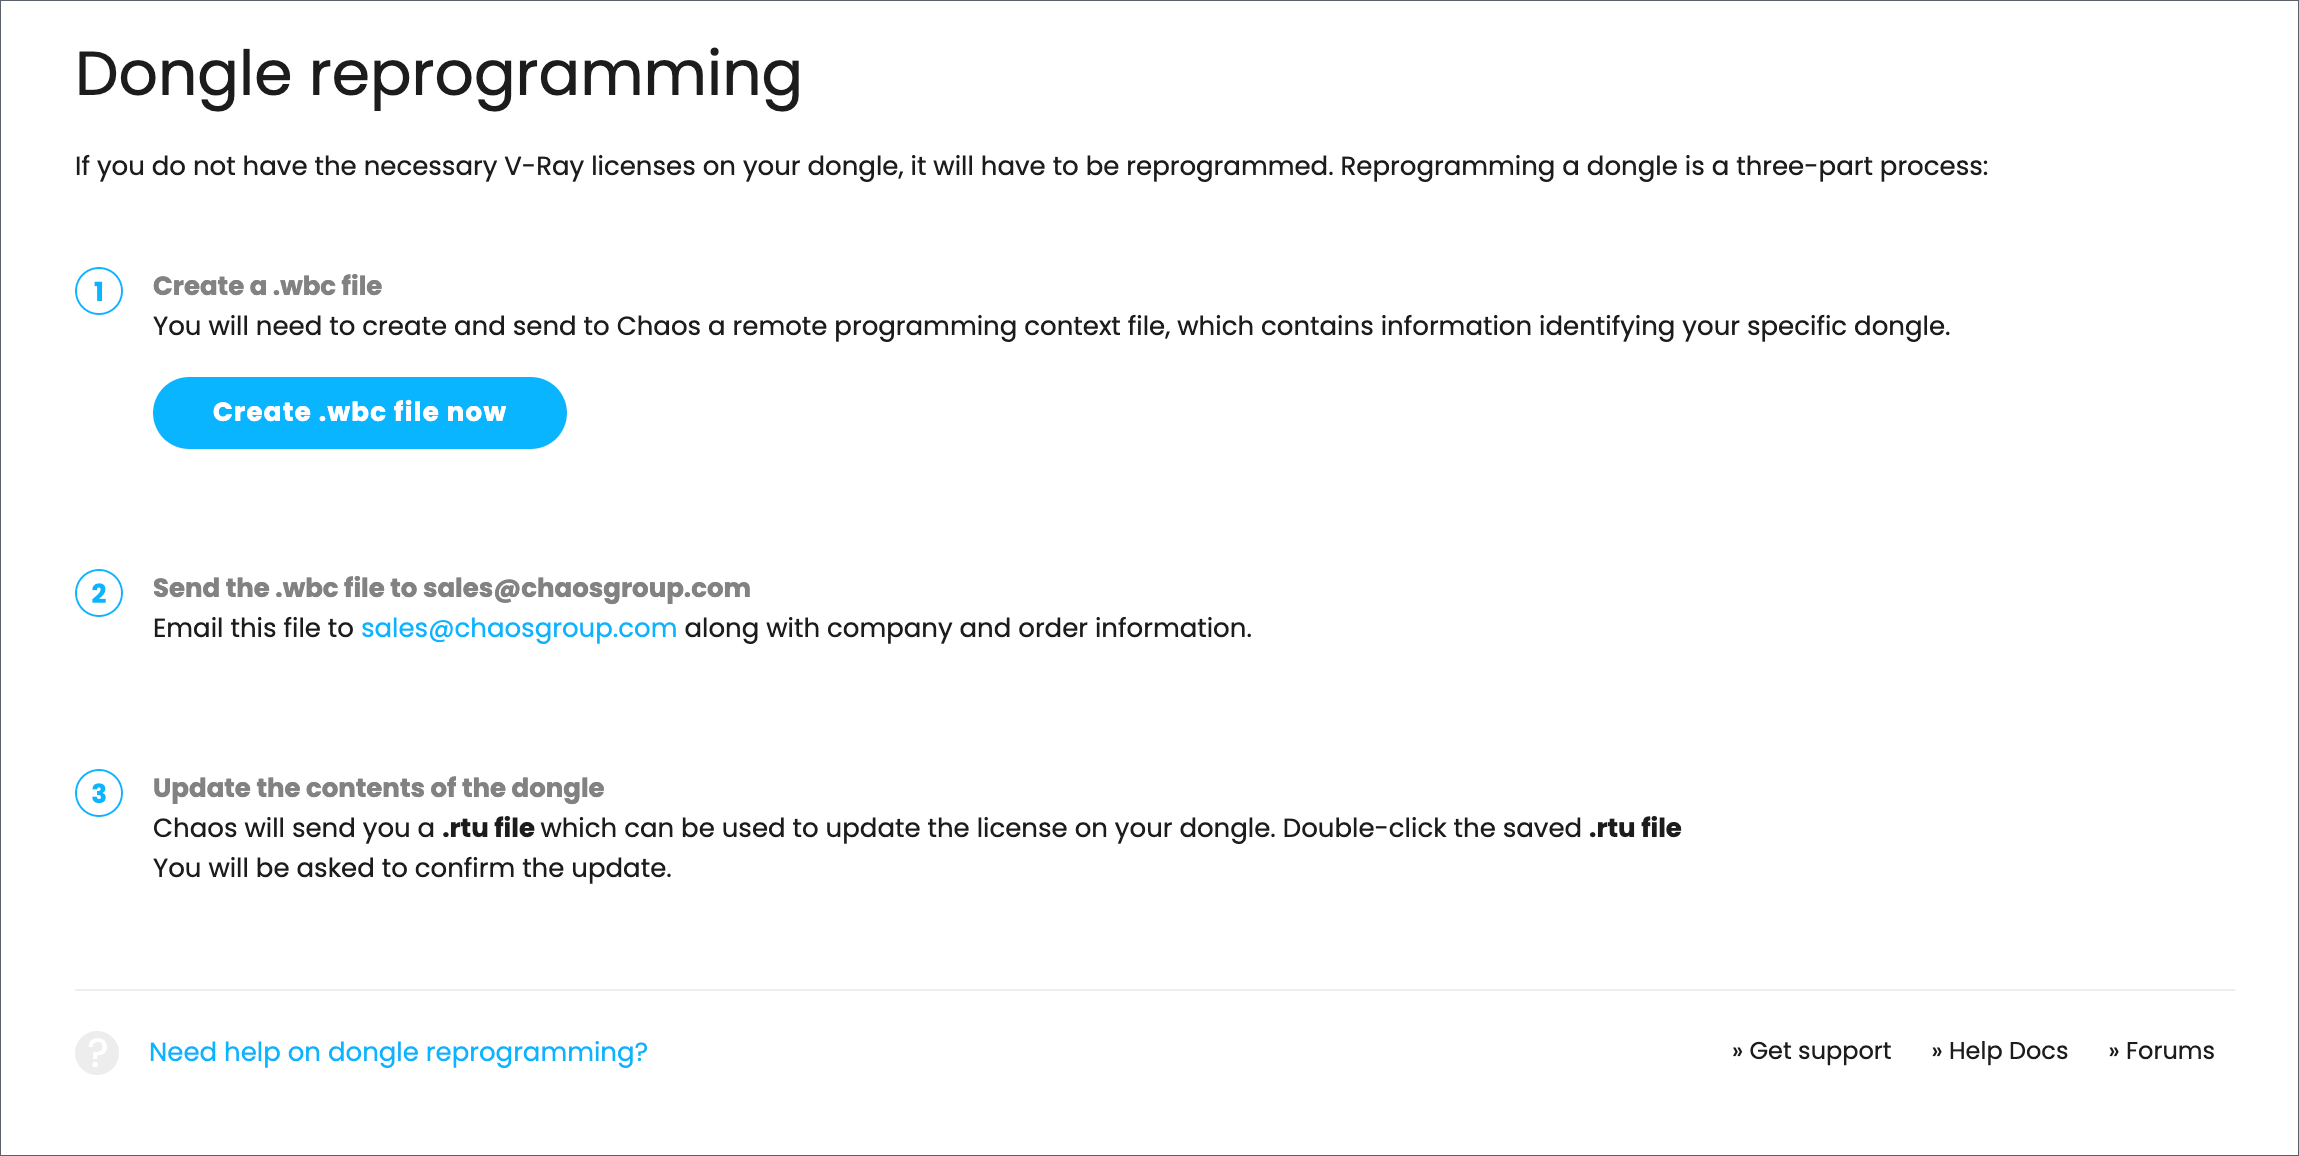 Dongle reprogramming
If you do not have the necessary V-Ray licenses on your dongle, it will have to be reprogrammed. Reprogramming a dongle is a three-part process:
1
Create a .wbc file
You will need to create and send to Chaos a remote programming context file, which contains information identifying your specific dongle.
Create .wbc file now
2
Send the .wbc file to sales@chaosgroup.com
Email this file to sales@chaosgroup.com along with company and order information.
3
Update the contents of the dongle
Chaos will send you a .rtu file which can be used to update the license on your dongle. Double-click the saved .rtu file
You will be asked to confirm the update.
? Need help on dongle reprogramming? » Get support » Help Docs » Forums